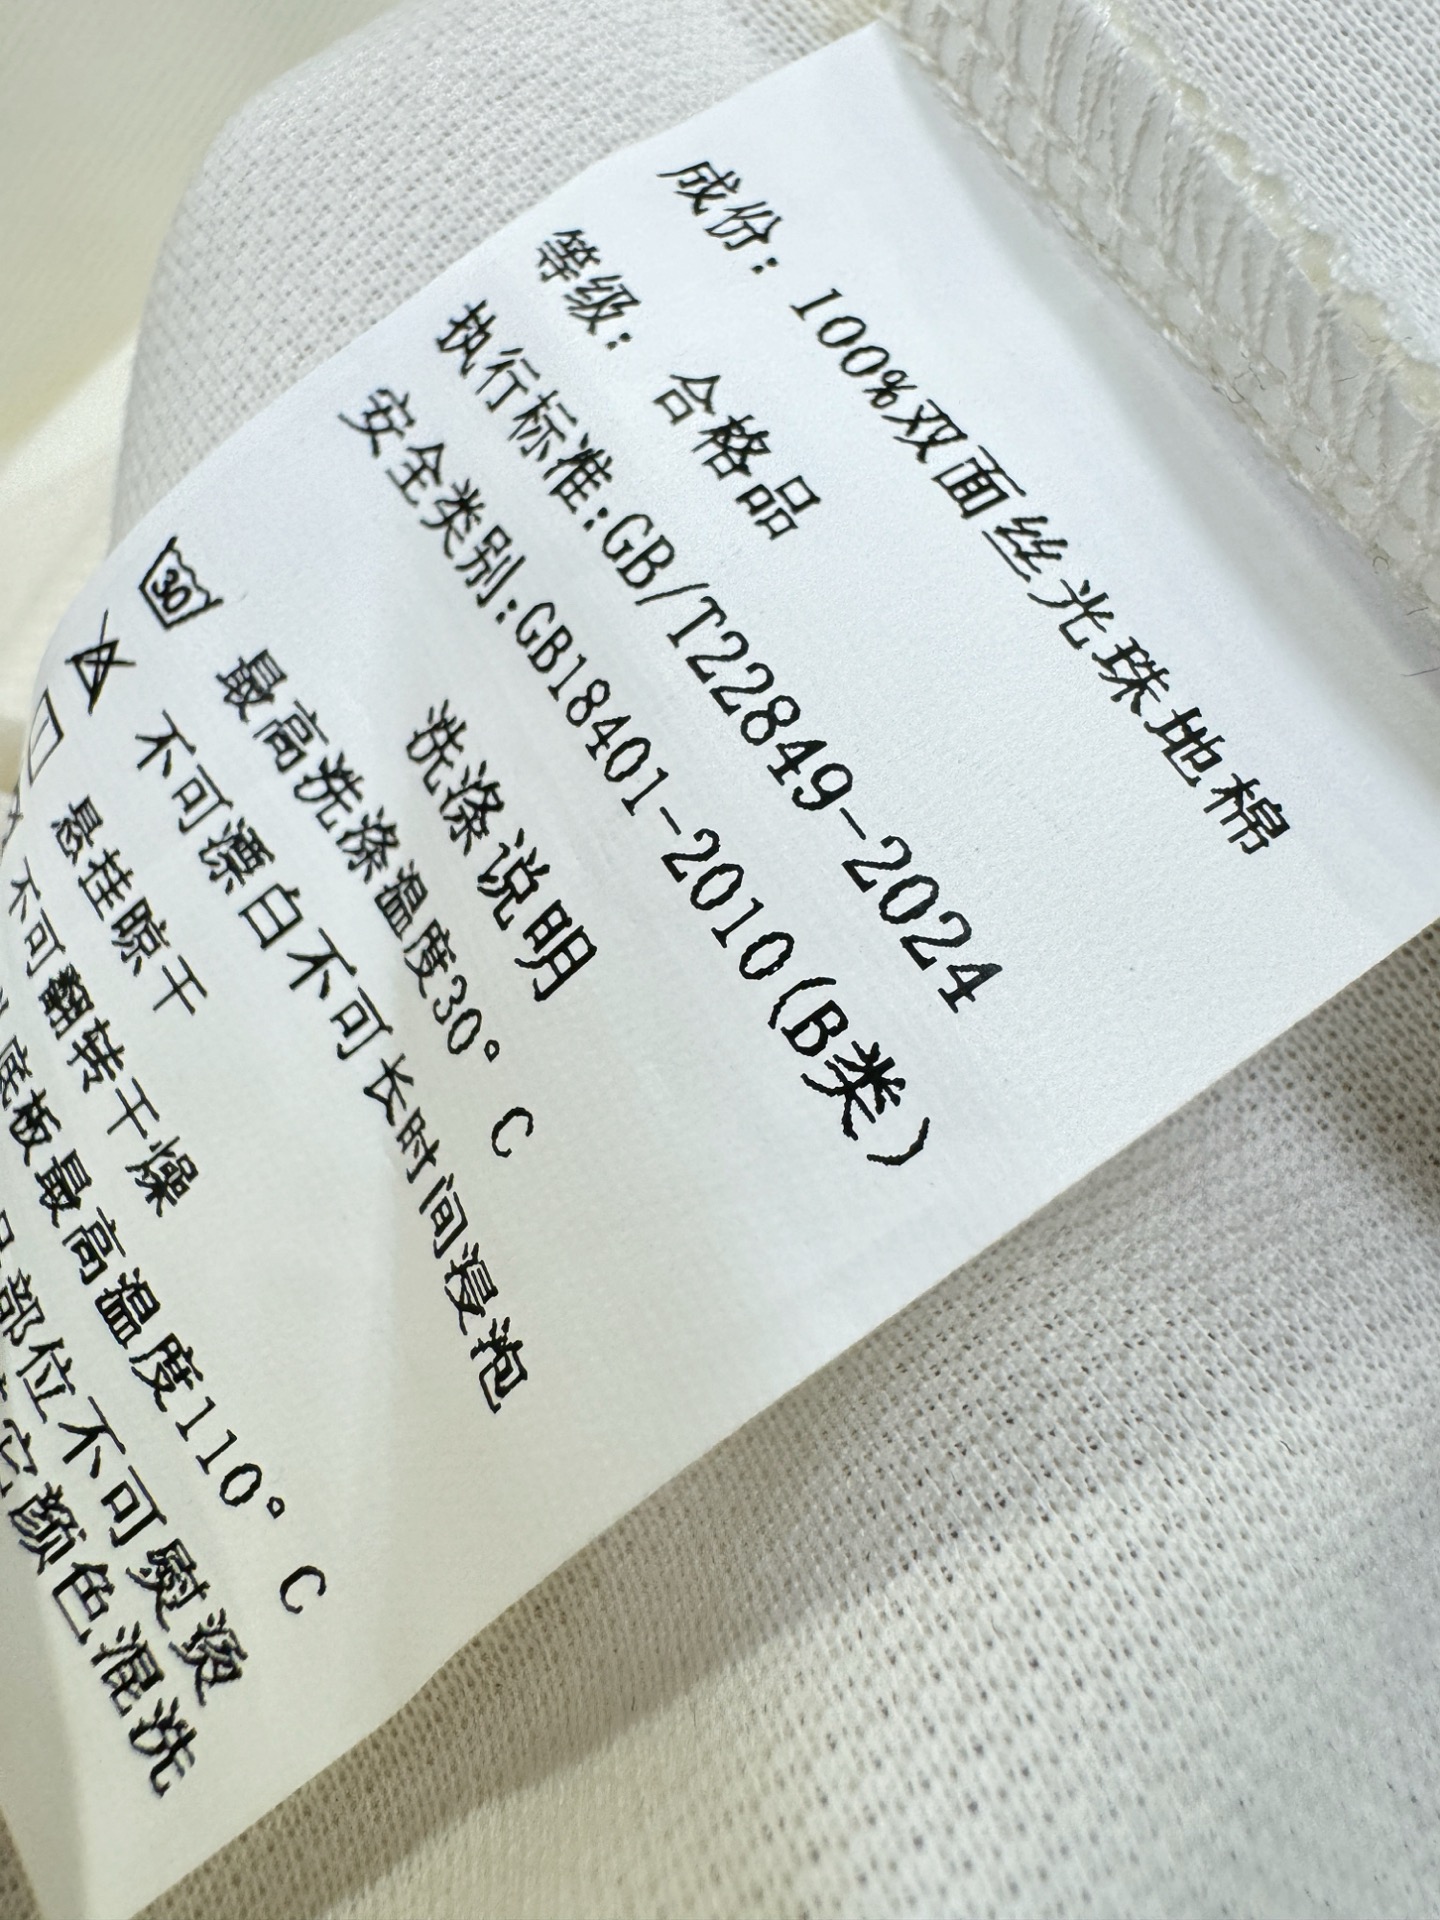 成份: 100%双面丝光珠地棉
等级: 合格品
执行标准:GB/T22849-2024
安全类别:GB18401-2010(B类)
洗涤说明
30 最高洗涤温度30° C
不可漂白不可长时间浸泡
悬挂晾干
不可翻转干燥
底板最高温度110° C
部位不可熨烫
颜色混洗